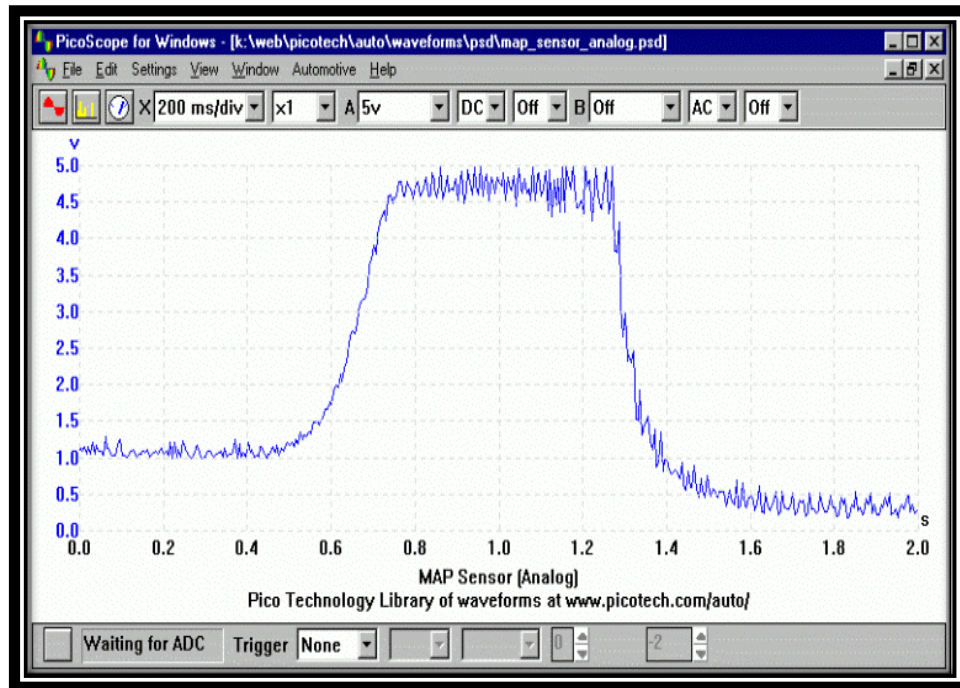 PicoScope for Windows - [k:\web\picotech\auto\waveforms\psd\map_sensor_analog.psd]
File Edit Settings View Window Automotive Help
X 200 ms/div x1 A 5v DC Off B Off AC Off
v
5.0
4.5
4.0
3.5
3.0
2.5
2.0
1.5
1.0
0.5
0.0
s
0.0 0.2 0.4 0.6 0.8 1.0 1.2 1.4 1.6 1.8 2.0
MAP Sensor (Analog)
Pico Technology Library of waveforms at www.picotech.com/auto/
Waiting for ADC Trigger None 0 -2